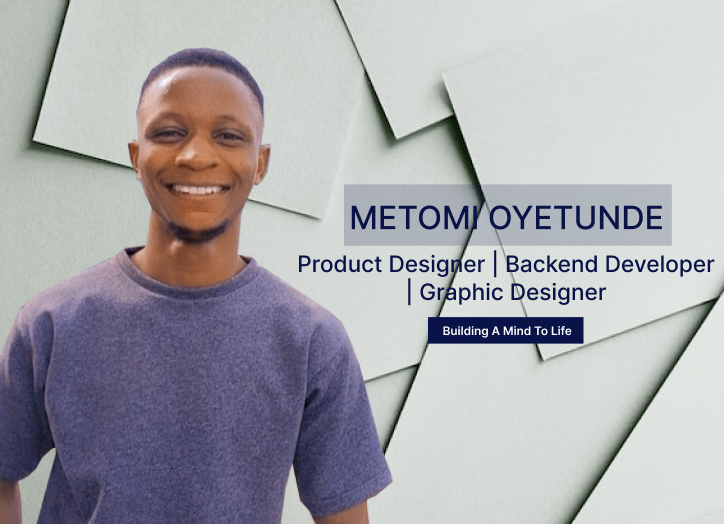 METOMI OYETUNDE
Product Designer | Backend Developer
| Graphic Designer
Building A Mind To Life